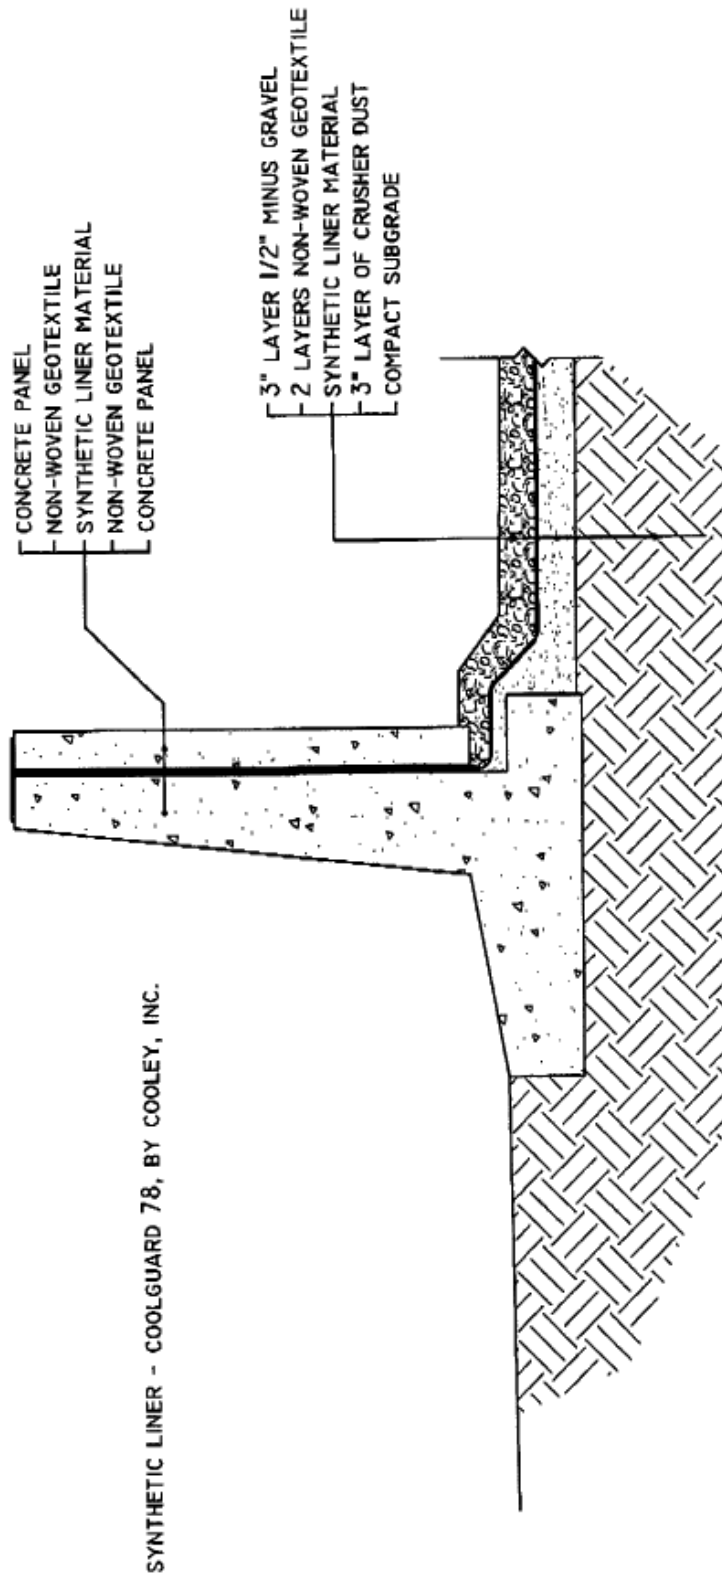 CONCRETE PANEL
NON-WOVEN GEOTEXTILE
SYNTHETIC LINER MATERIAL
NON-WOVEN GEOTEXTILE
CONCRETE PANEL
3" LAYER 1/2" MINUS GRAVEL
2 LAYERS NON-WOVEN GEOTEXTILE
SYNTHETIC LINER MATERIAL
3" LAYER OF CRUSHER DUST
COMPACT SUBGRADE
SYNTHETIC LINER - COOLGUARD 78, BY COOLEY, INC.